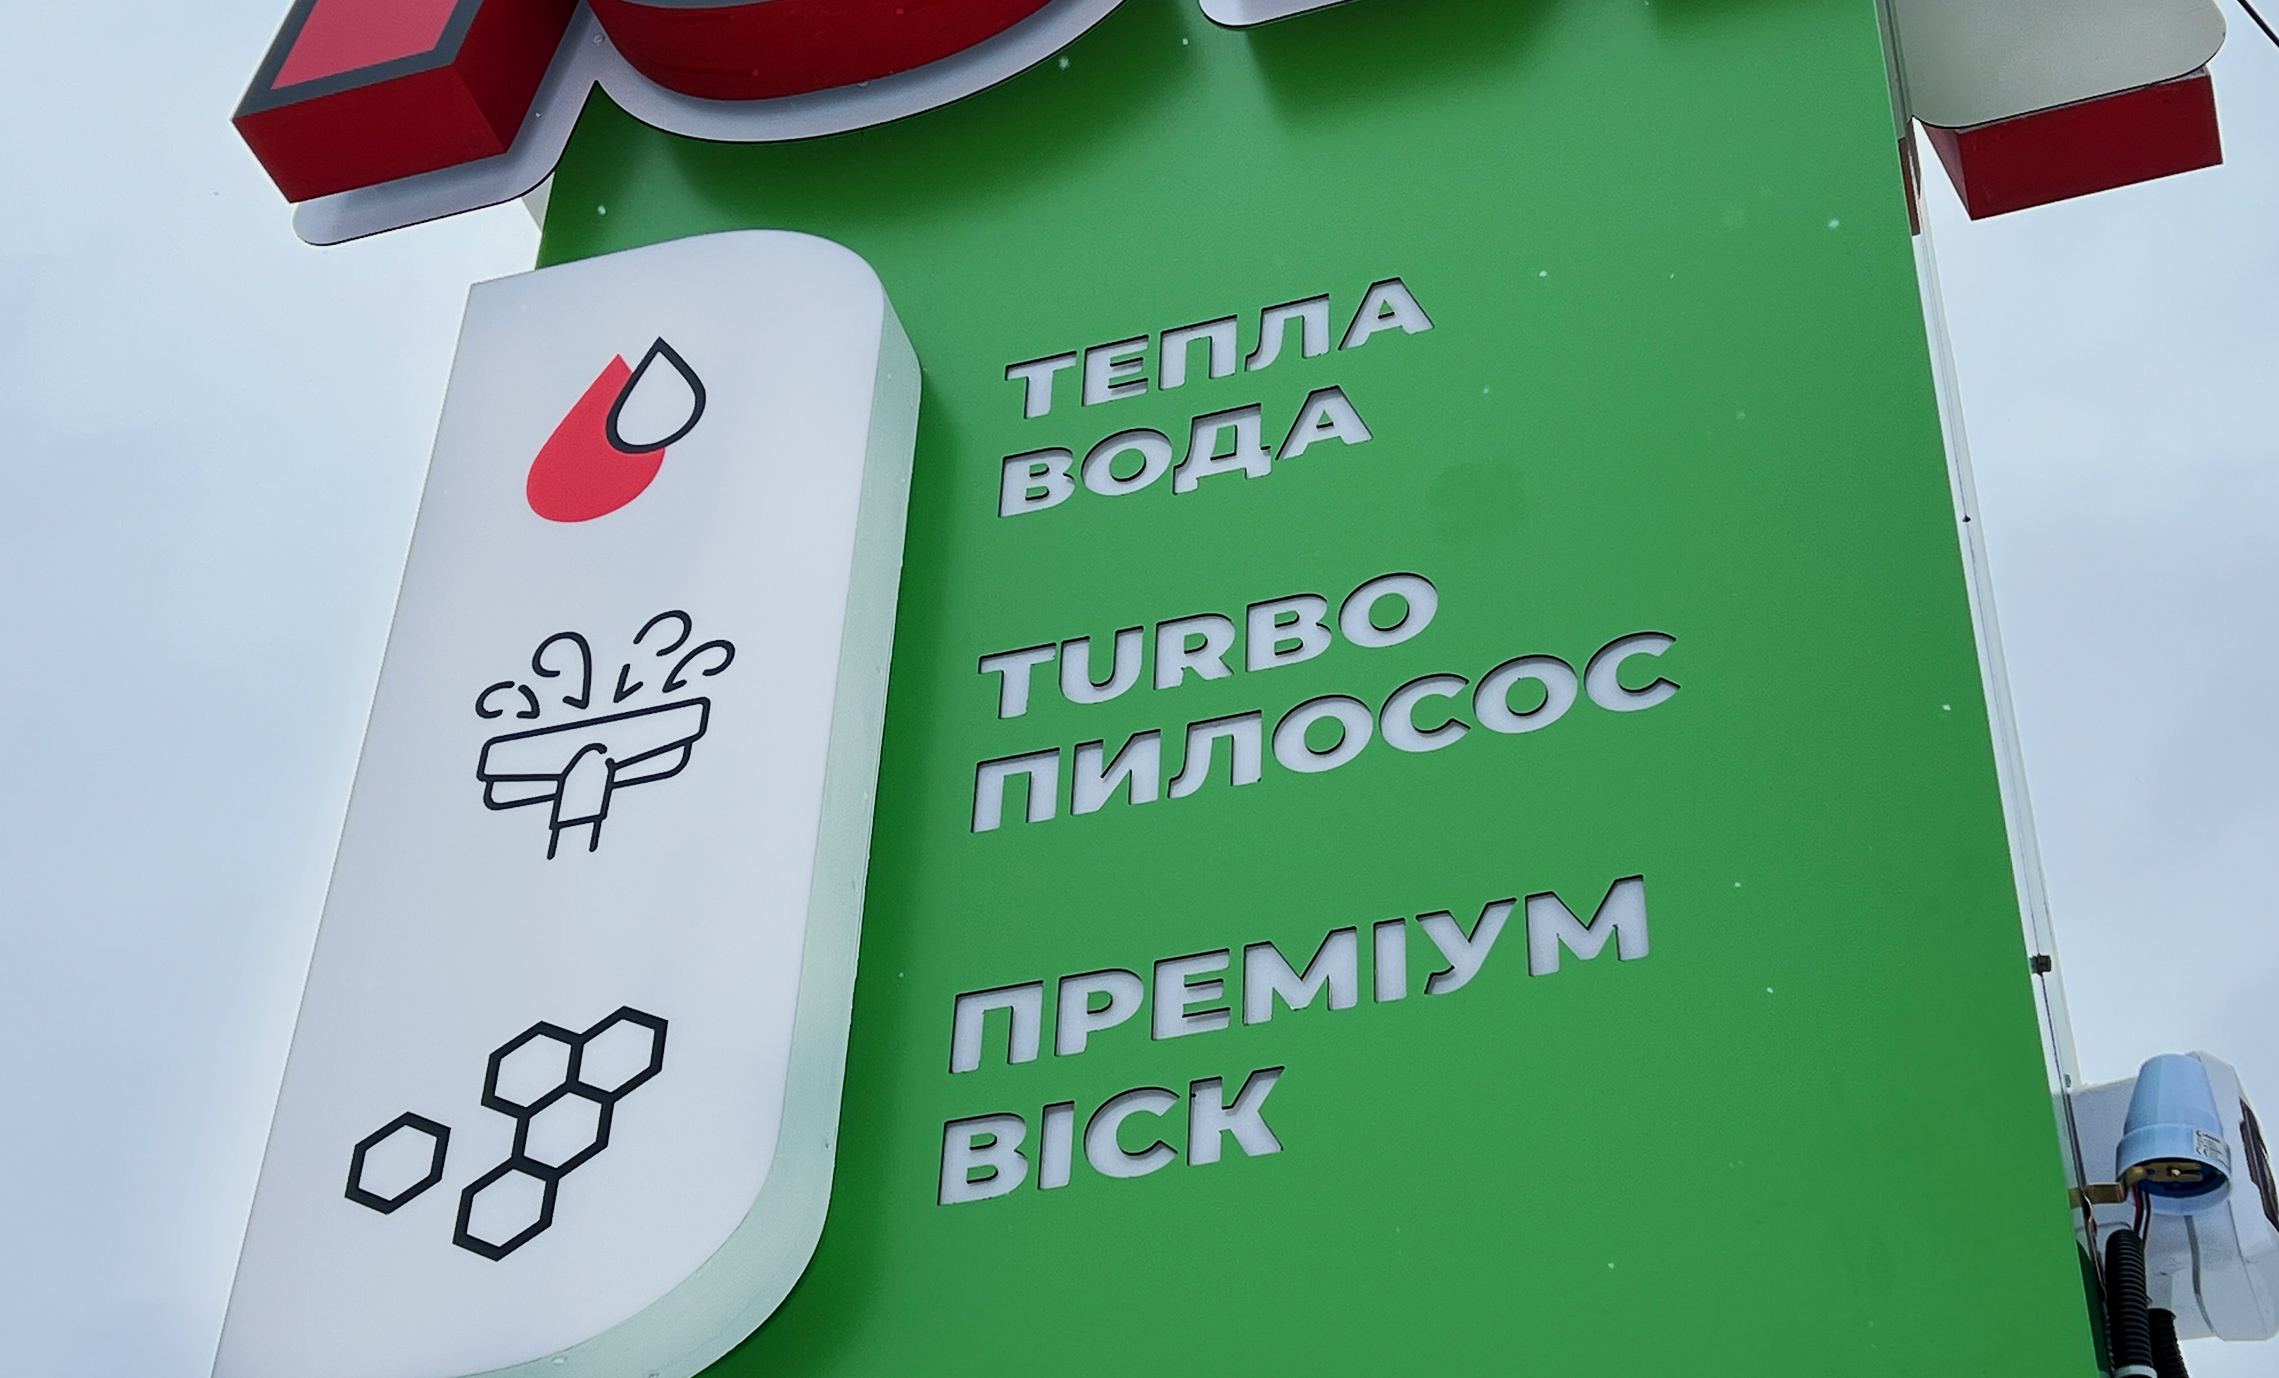 ТЕПЛА
ВОДА
TURBO
ПИЛОСОС
ПРЕМІУМ
ВІСК